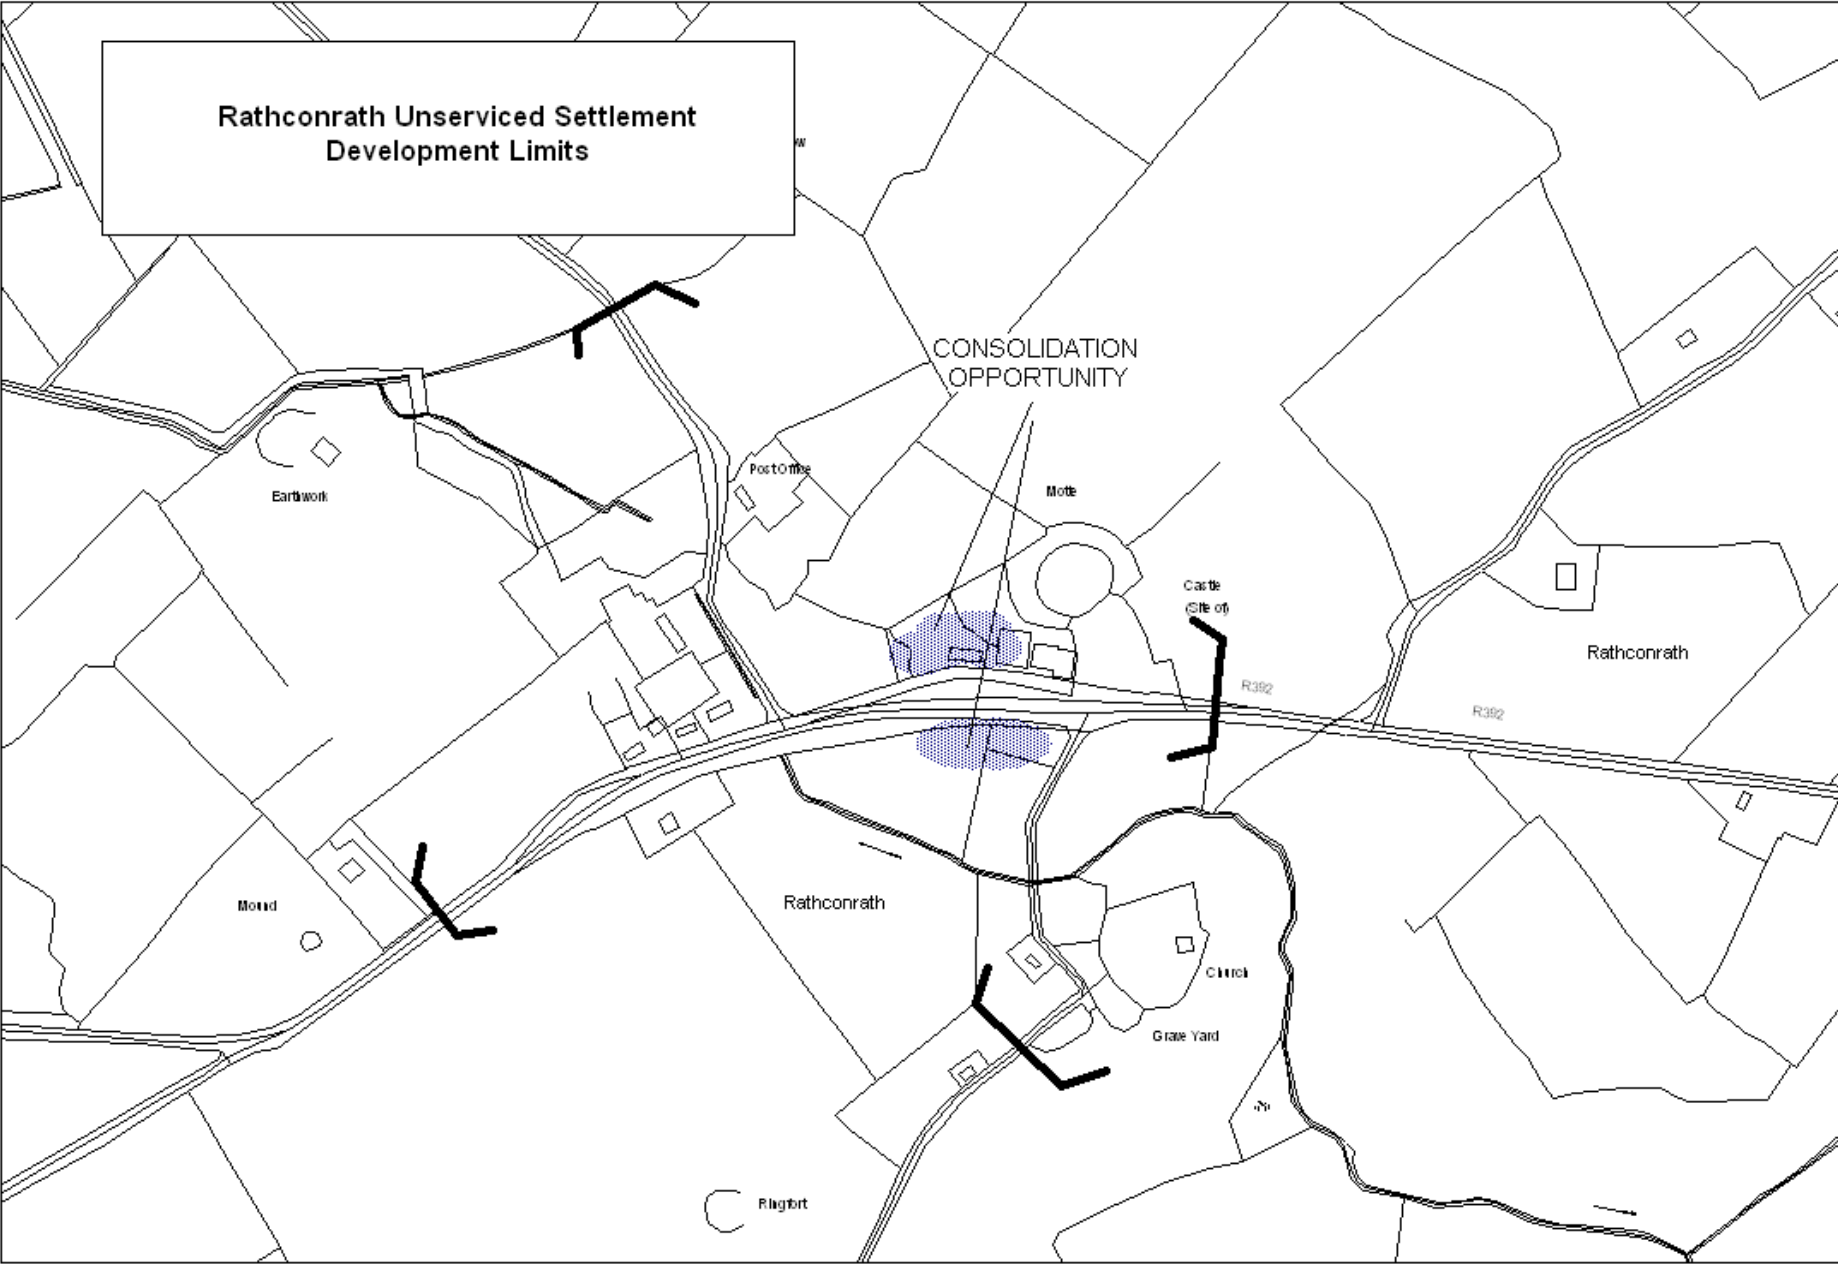 Rathconrath Unserviced Settlement
Development Limits
CONSOLIDATION
OPPORTUNITY
Post Office
Motte
Earthwork
Castle
(Site of)
Rathconrath
R392
R392
Mound
Rathconrath
Church
Grave Yard
Ringfort